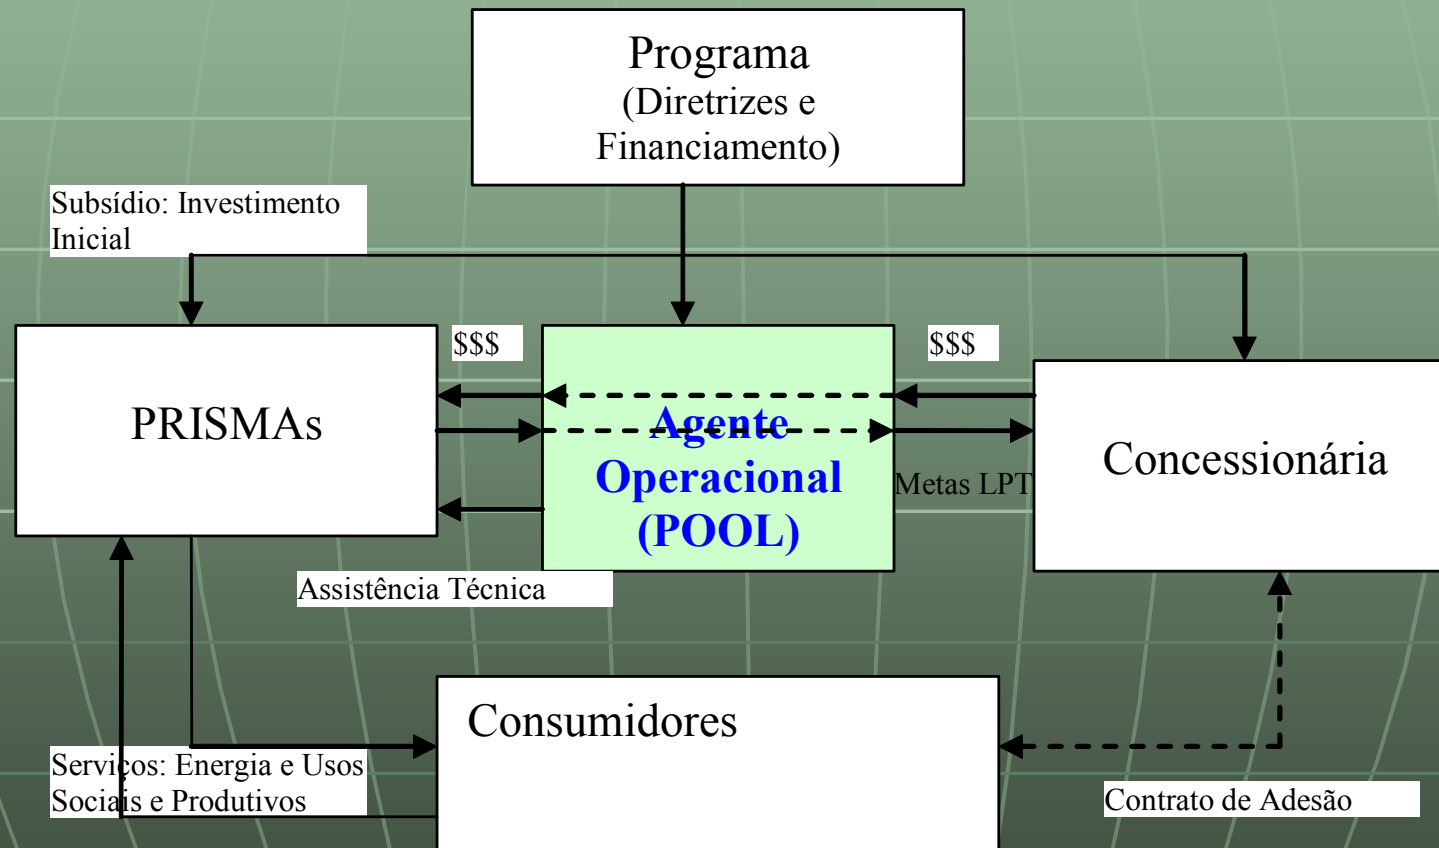 Programa
(Diretrizes e
Financiamento)
Subsídio: Investimento
Inicial
$$$
$$$
PRISMAs
Agente
Operacional
(POOL)
Metas LPT
Concessionária
Assistência Técnica
Consumidores
Serviços: Energia e Usos
Sociais e Produtivos
Contrato de Adesão